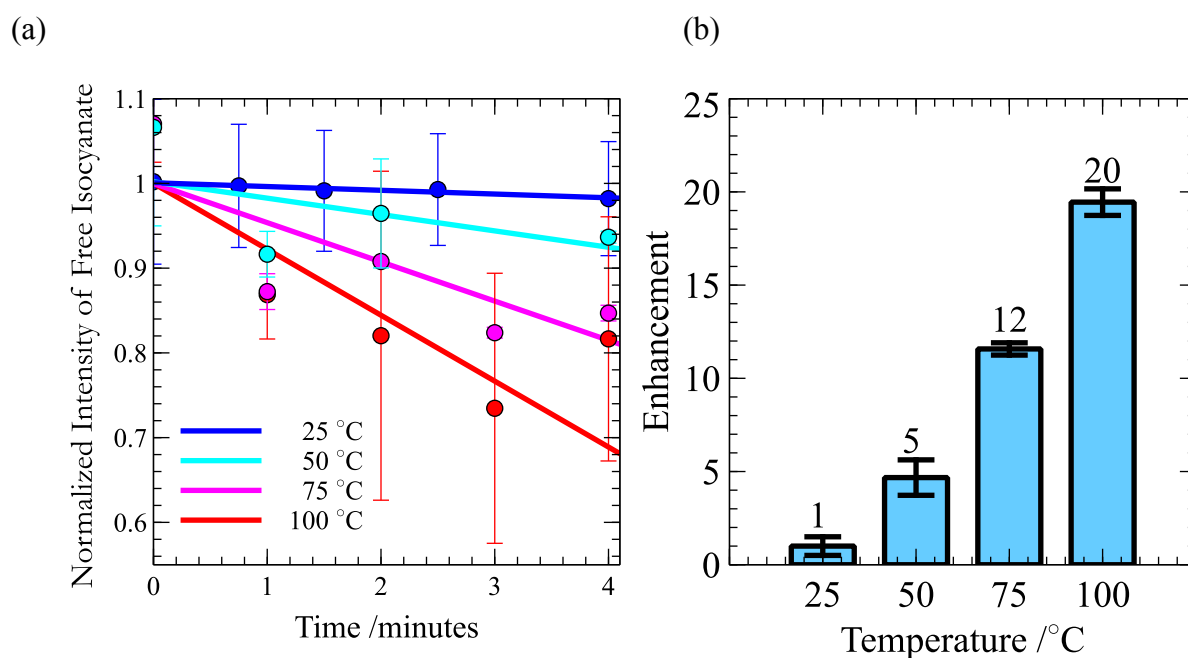 (a)
Normalized Intensity of Free Isocyanate
1.1
1
0.9
0.8
0.7
0.6
0
1
2
3
4
Time /minutes
25 °C
50 °C
75 °C
100 °C
(b)
Enhancement
25
20
15
10
5
0
1
5
12
20
25
50
75
100
Temperature /°C